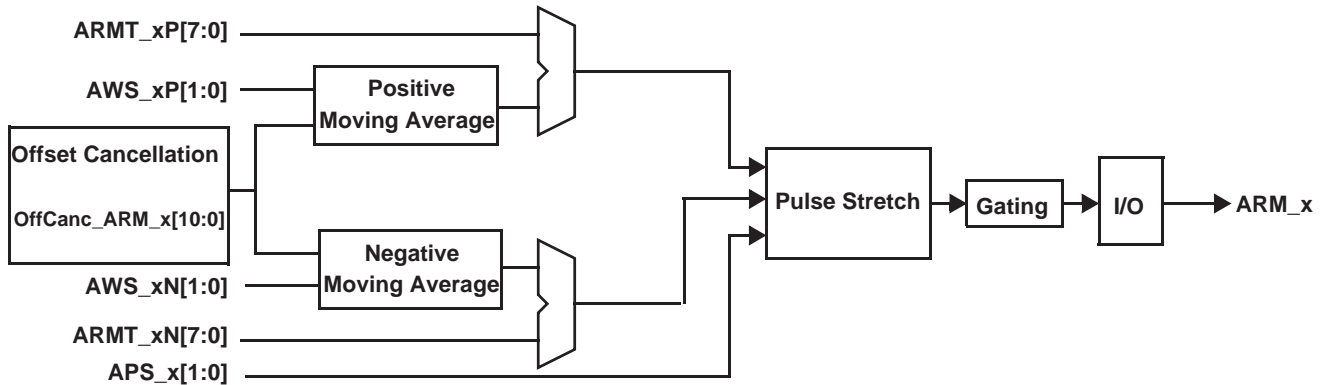 ARMT_xP[7:0]
AWS_xP[1:0]
Positive
Moving Average
Offset Cancellation
OffCanc_ARM_x[10:0]
Pulse Stretch
Gating
I/O
ARM_x
Negative
Moving Average
AWS_xN[1:0]
ARMT_xN[7:0]
APS_x[1:0]